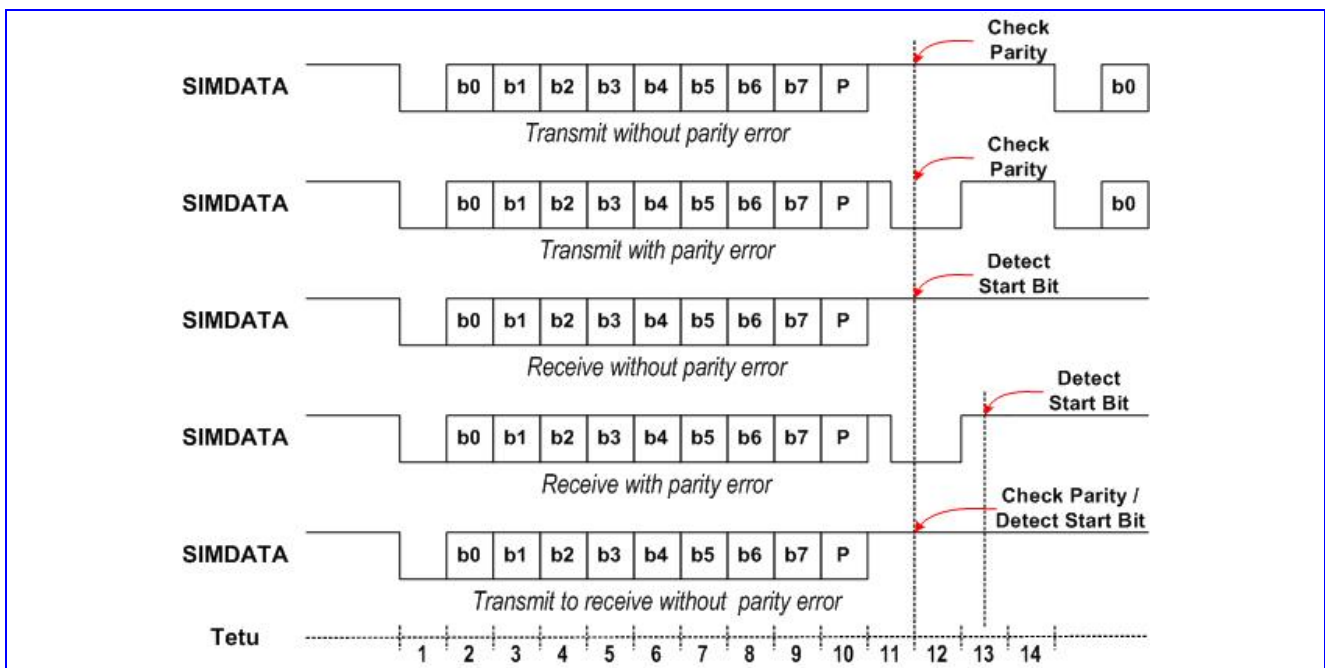 Check
Parity
SIMDATA
b0 b1 b2 b3 b4 b5 b6 b7 P b0
Transmit without parity error
Check
Parity
SIMDATA
b0 b1 b2 b3 b4 b5 b6 b7 P b0
Transmit with parity error
Detect
Start Bit
SIMDATA
b0 b1 b2 b3 b4 b5 b6 b7 P
Receive without parity error
Detect
Start Bit
SIMDATA
b0 b1 b2 b3 b4 b5 b6 b7 P
Receive with parity error
Check Parity /
Detect Start Bit
SIMDATA
b0 b1 b2 b3 b4 b5 b6 b7 P
Transmit to receive without parity error
Tetu
1 2 3 4 5 6 7 8 9 10 11 12 13 14